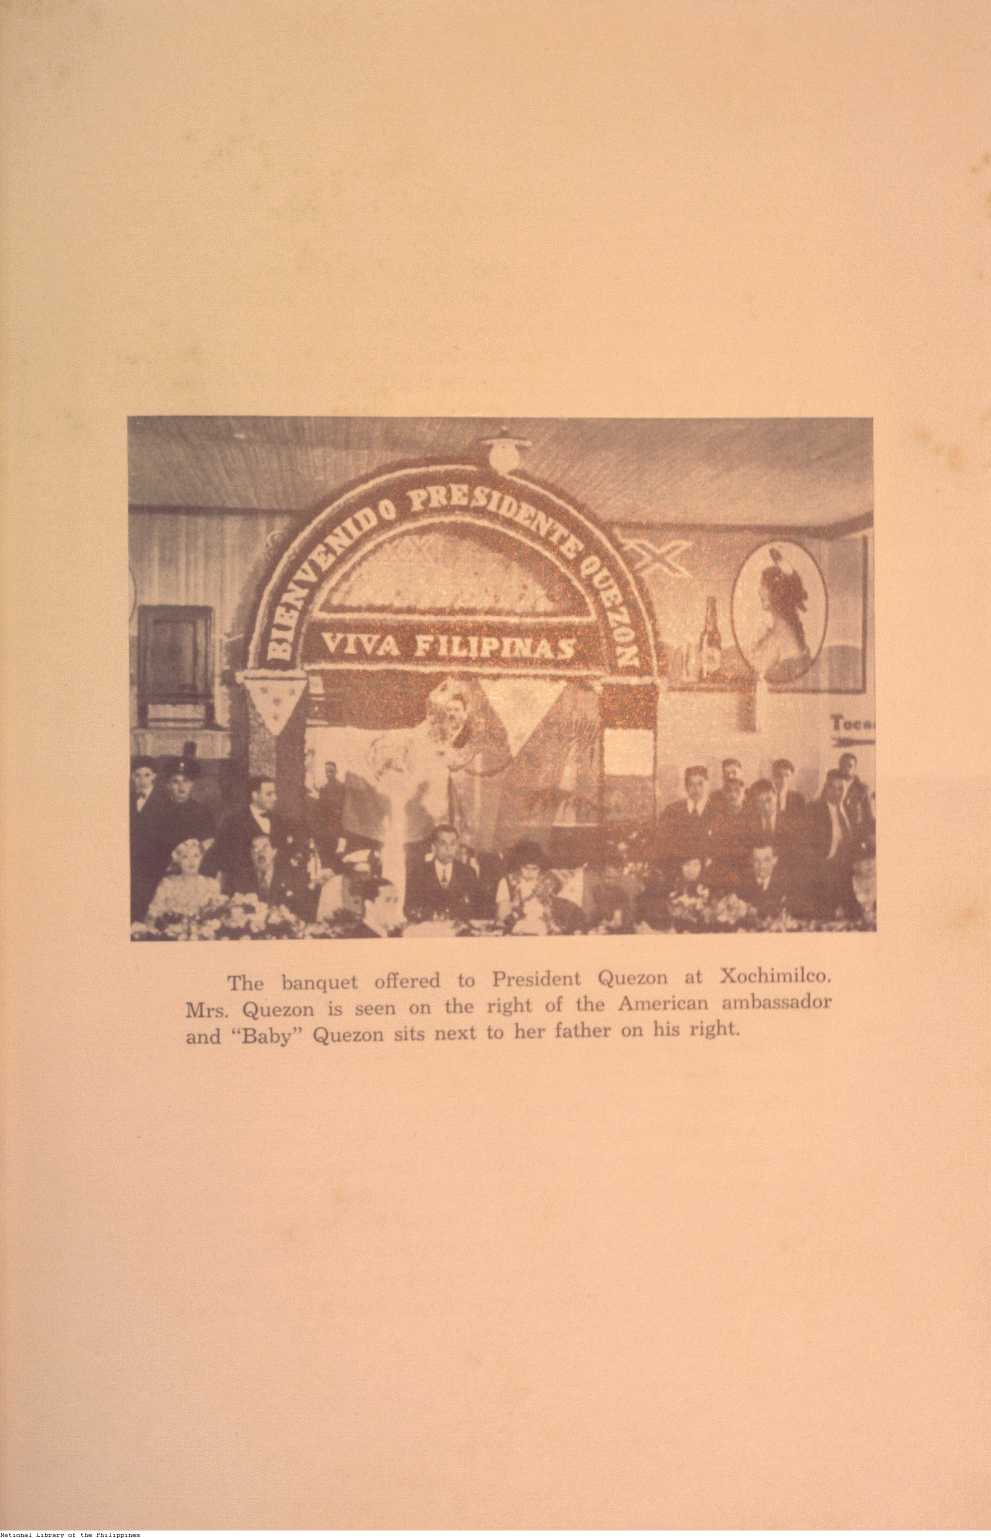 BIENVENIDO PRESIDENTE QUEZON
VIVA FILIPINAS
The banquet offered to President Quezon at Xochimilco.
Mrs. Quezon is seen on the right of the American ambassador
and “Baby” Quezon sits next to her father on his right.
National Library of the Philippines